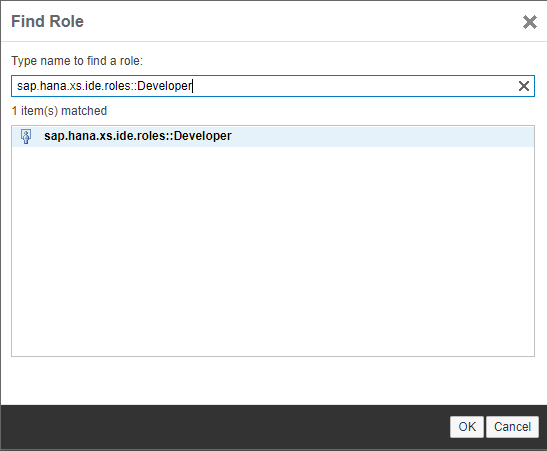 Find Role
Type name to find a role:
sap.hana.xs.ide.roles::Developer
1 item(s) matched
sap.hana.xs.ide.roles::Developer
OK Cancel